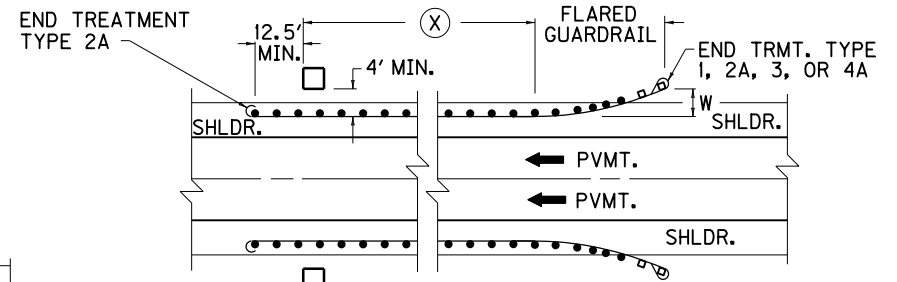 END TREATMENT
TYPE 2A
12.5'
MIN.
X
FLARED
GUARDRAIL
4' MIN.
END TRMT. TYPE
1, 2A, 3, OR 4A
W
SHLDR.
SHLDR.
PVMT.
PVMT.
SHLDR.